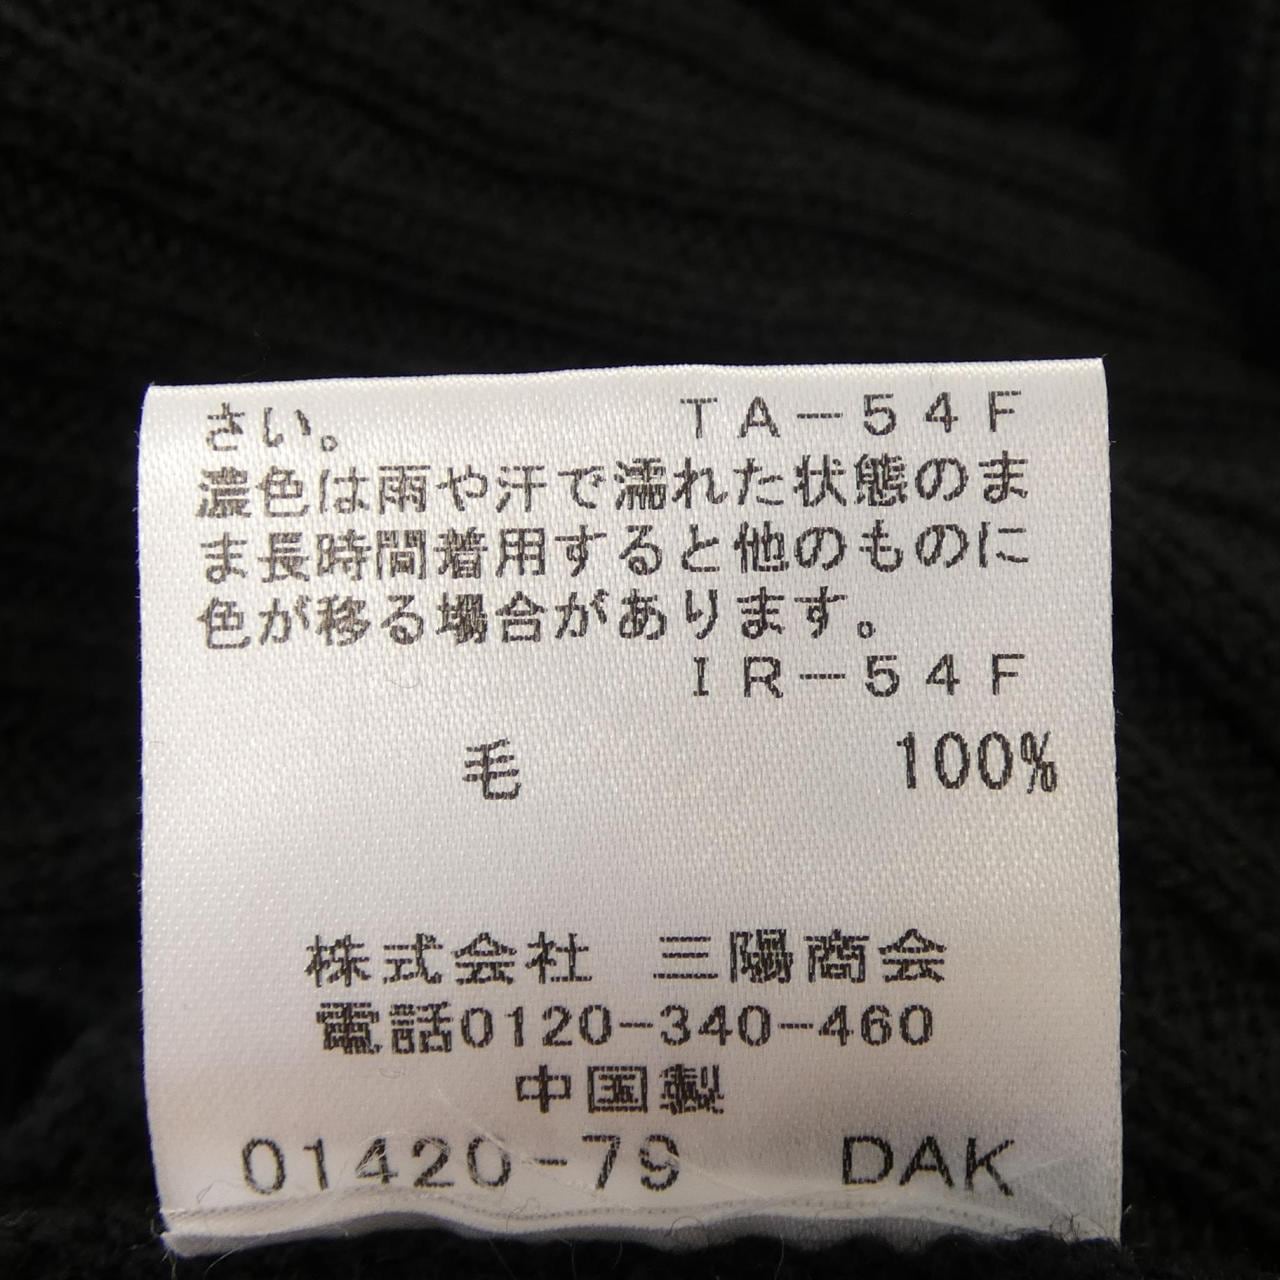 さい。 TA-54F
濃色は雨や汗で濡れた状態のま
ま長時間着用すると他のものに
色が移る場合があります。
IR-54F
毛 100%
株式会社 三陽商会
電話0120-340-460
中国製
01420-79 DAK